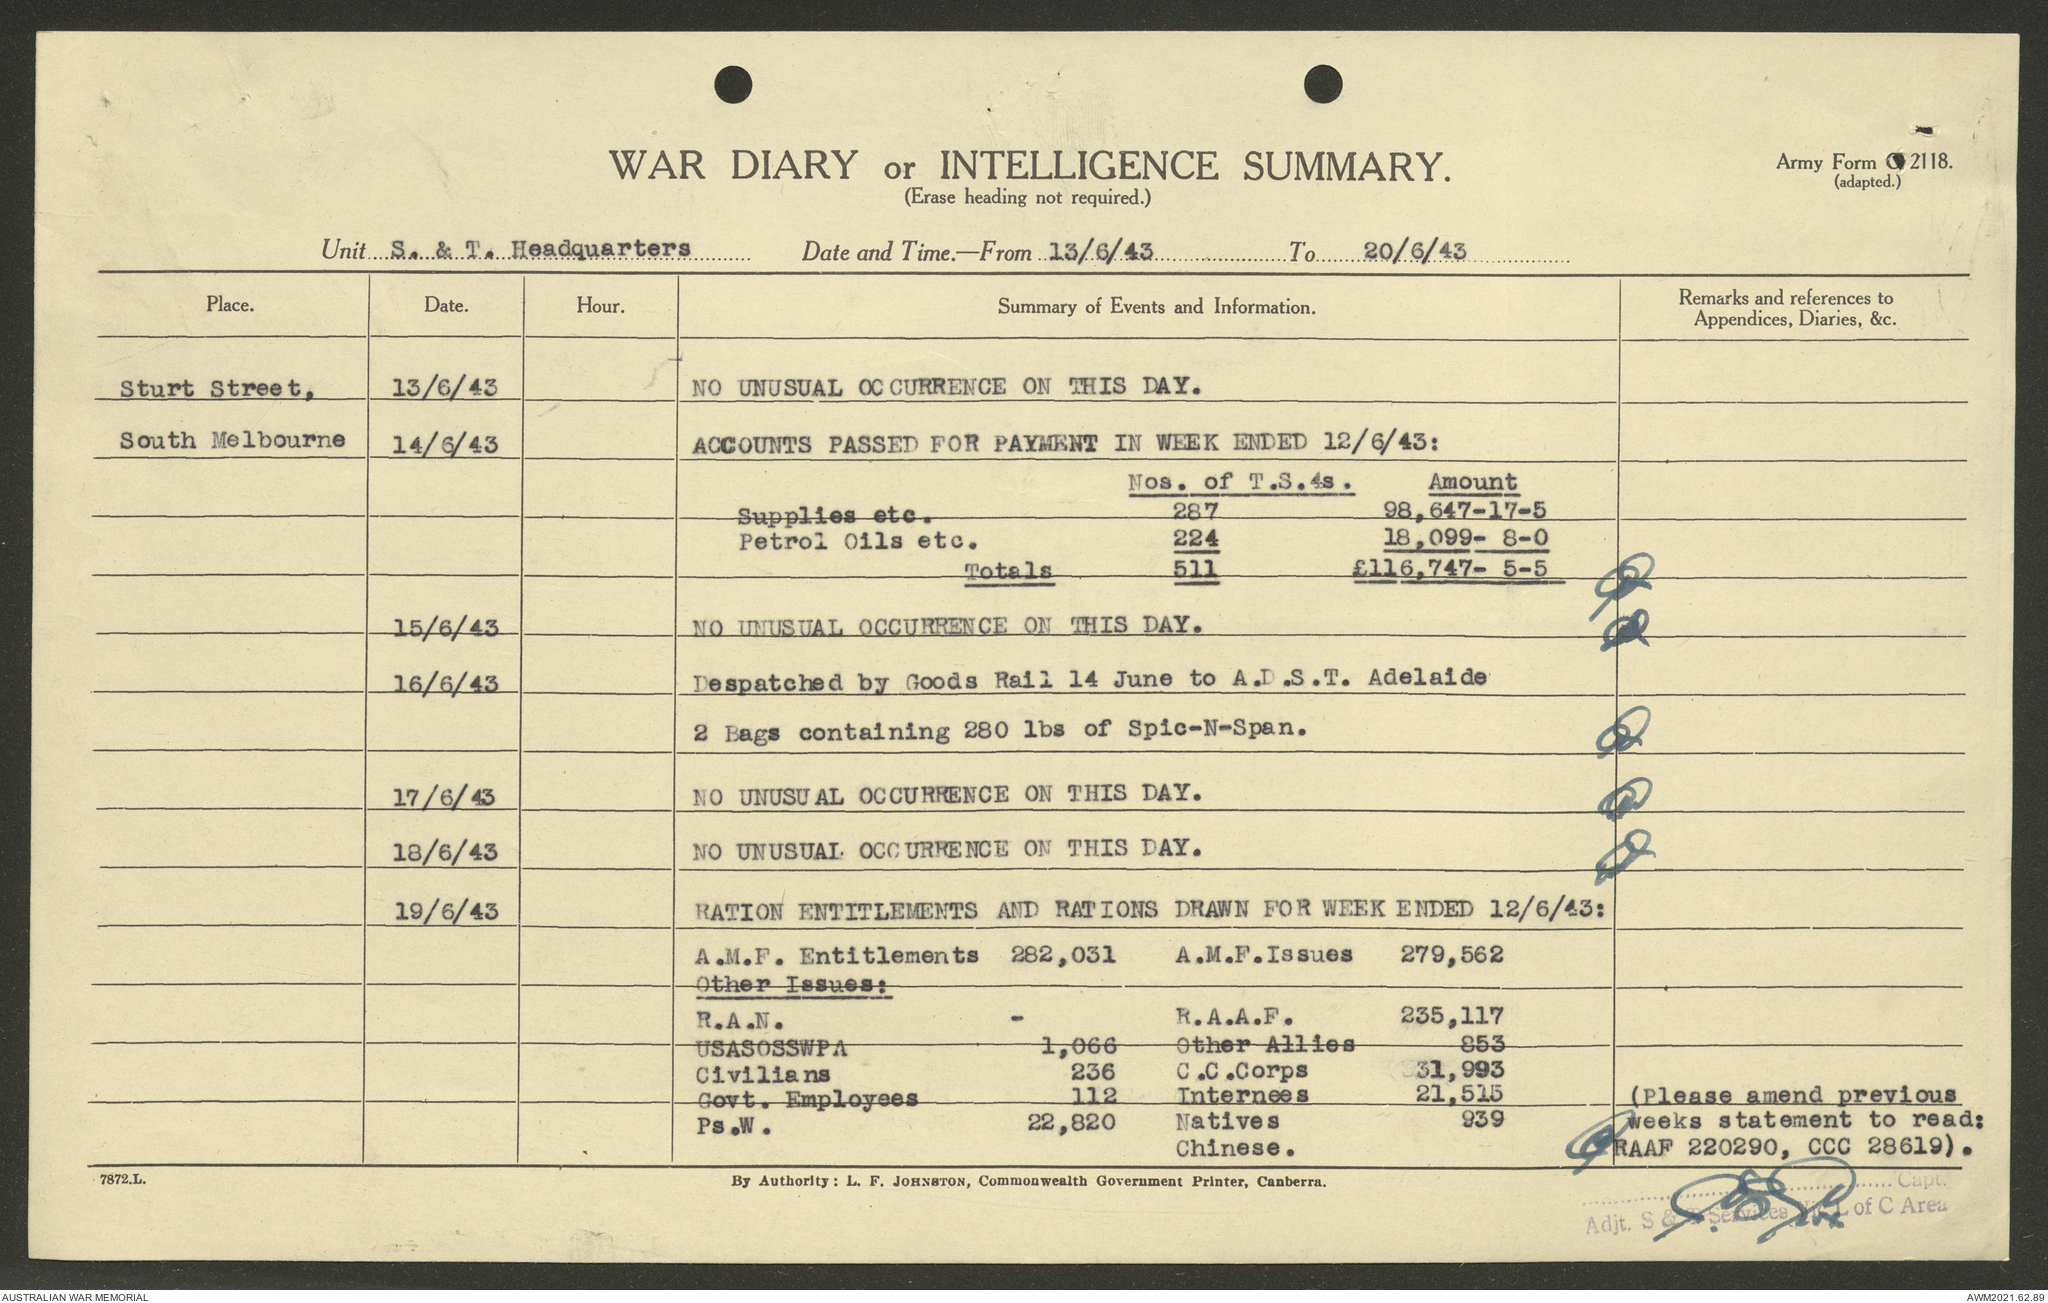 WAR DIARY or INTELLIGENCE SUMMARY.
(Erase heading not required.)
Army Form C 2118.
(adapted.)
Unit S. & T. Headquarters Date and Time.—From 13/6/43 To 20/6/43
Place. Date. Hour. Summary of Events and Information. Remarks and references to
Appendices, Diaries, &c.
Sturt Street, 13/6/43 NO UNUSUAL OCCURRENCE ON THIS DAY.
South Melbourne 14/6/43 ACCOUNTS PASSED FOR PAYMENT IN WEEK ENDED 12/6/43:
Nos. of T.S.4s. Amount
Supplies etc. 287 98,647-17-5
Petrol Oils etc. 224 18,099- 8-0
Totals 511 £116,747- 5-5
15/6/43 NO UNUSUAL OCCURRENCE ON THIS DAY.
16/6/43 Despatched by Goods Rail 14 June to A.D.S.T. Adelaide
2 Bags containing 280 lbs of Spic-N-Span.
17/6/43 NO UNUSUAL OCCURRENCE ON THIS DAY.
18/6/43 NO UNUSUAL OCCURRENCE ON THIS DAY.
19/6/43 RATION ENTITLEMENTS AND RATIONS DRAWN FOR WEEK ENDED 12/6/43:
A.M.F. Entitlements 282,031 A.M.F.Issues 279,562
Other Issues:
R.A.N. - R.A.A.F. 235,117
USASOSSWPA 1,066 Other Allies 853
Civilians 236 C.C.Corps 31,993
Govt. Employees 112 Internees 21,515 (Please amend previous
Ps.W. 22,820 Natives 939 weeks statement to read:
Chinese. RAAF 220290, CCC 28619).
7872.L. By Authority: L. F. JOHNSTON, Commonwealth Government Printer, Canberra.
Capt.
Adjt. S & T Services Vic L of C Area
AUSTRALIAN WAR MEMORIAL AWM2021.62.89